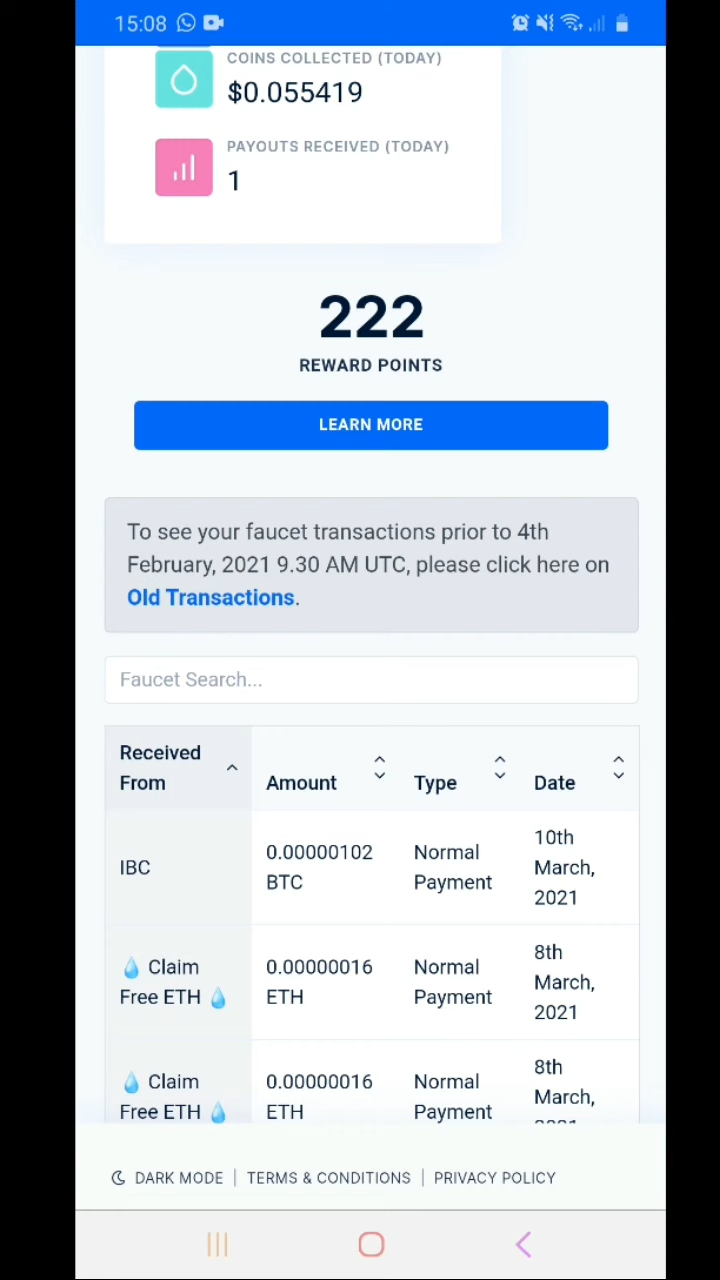 15:08
COINS COLLECTED (TODAY)
$0.055419
PAYOUTS RECEIVED (TODAY)
1
222
REWARD POINTS
LEARN MORE
To see your faucet transactions prior to 4th
February, 2021 9.30 AM UTC, please click here on
Old Transactions.
Faucet Search...
Received From Amount Type Date
IBC 0.00000102 BTC Normal Payment 10th March, 2021
💧 Claim Free ETH 💧 0.00000016 ETH Normal Payment 8th March, 2021
💧 Claim Free ETH 💧 0.00000016 ETH Normal Payment 8th March,
DARK MODE | TERMS & CONDITIONS | PRIVACY POLICY